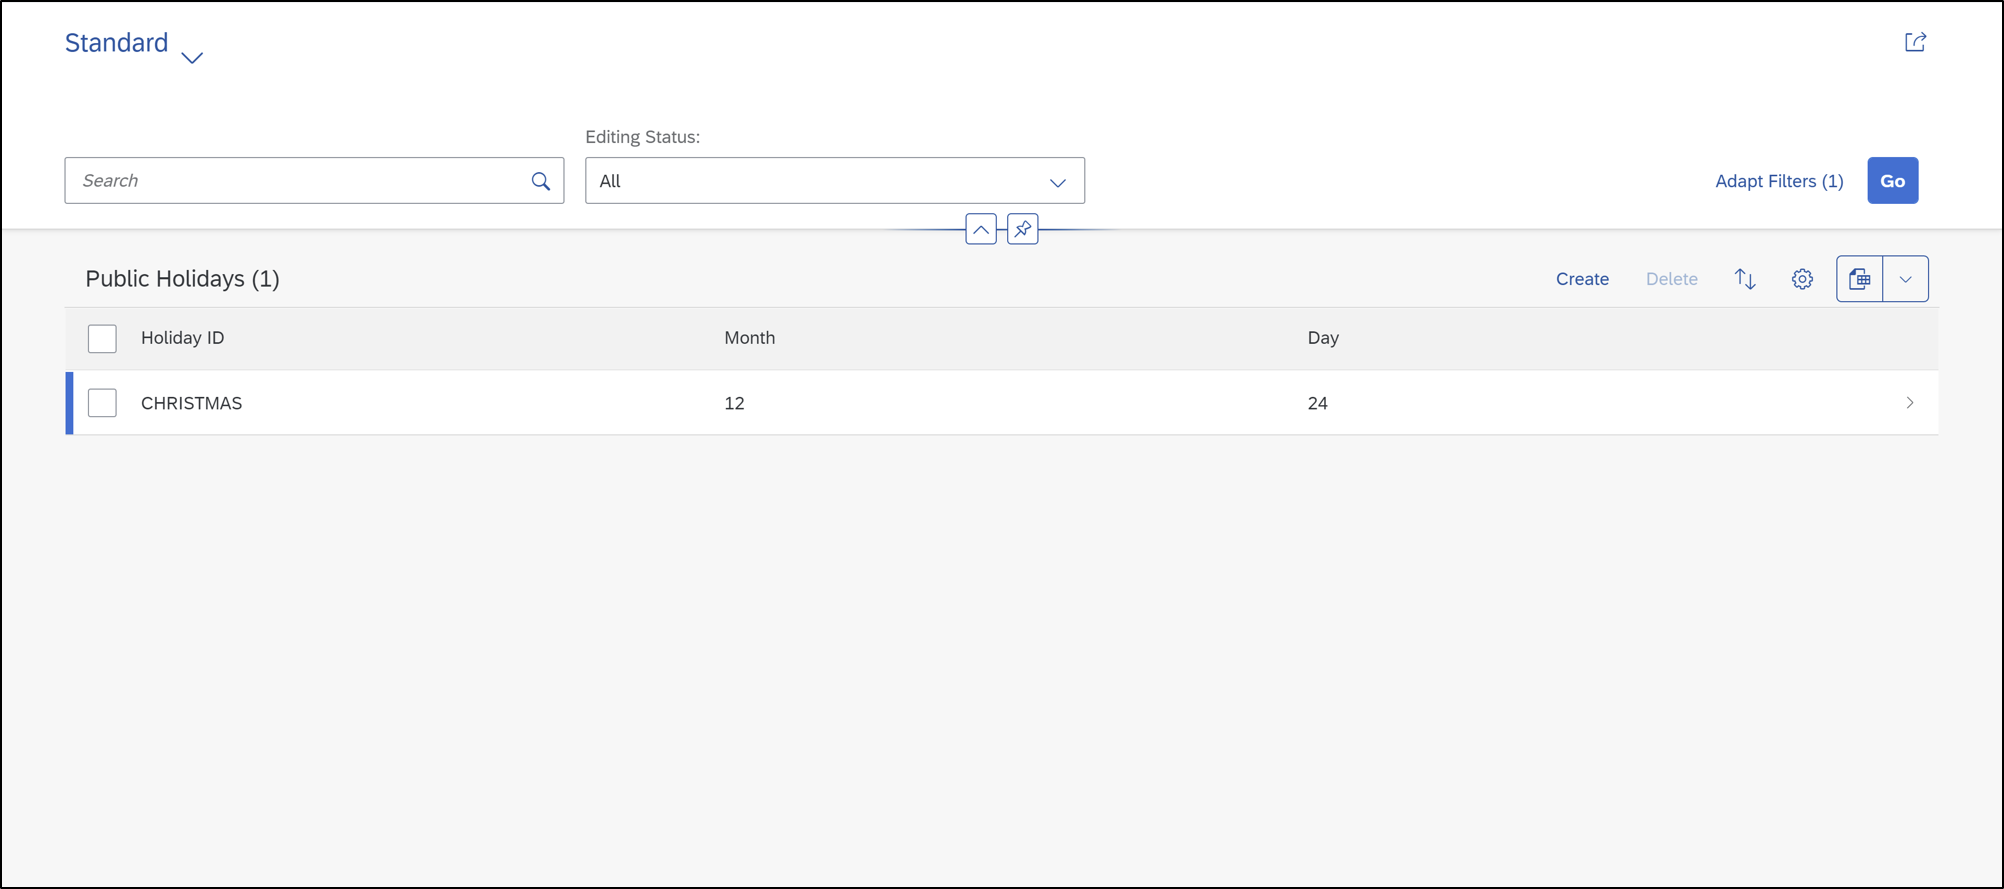 Standard
Editing Status:
Search
All
Adapt Filters (1)
Go
Public Holidays (1)
Create
Delete
Holiday ID
Month
Day
CHRISTMAS
12
24